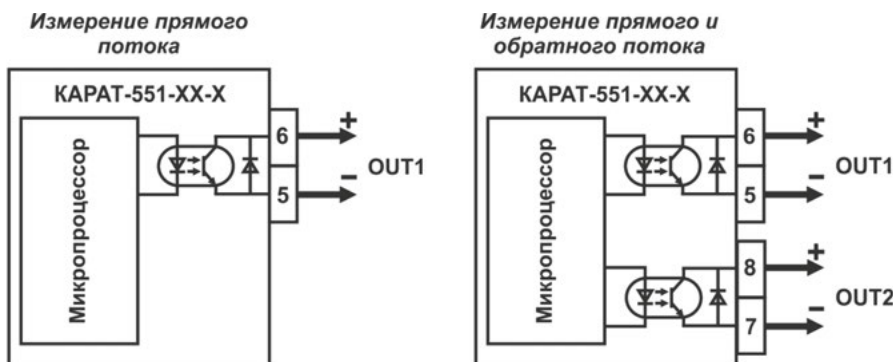 Измерение прямого
потока
КАРАТ-551-ХХ-Х
Микропроцессор
6
+
OUT1
5
−
Измерение прямого и
обратного потока
КАРАТ-551-ХХ-Х
Микропроцессор
6
+
OUT1
5
−
8
+
OUT2
7
−